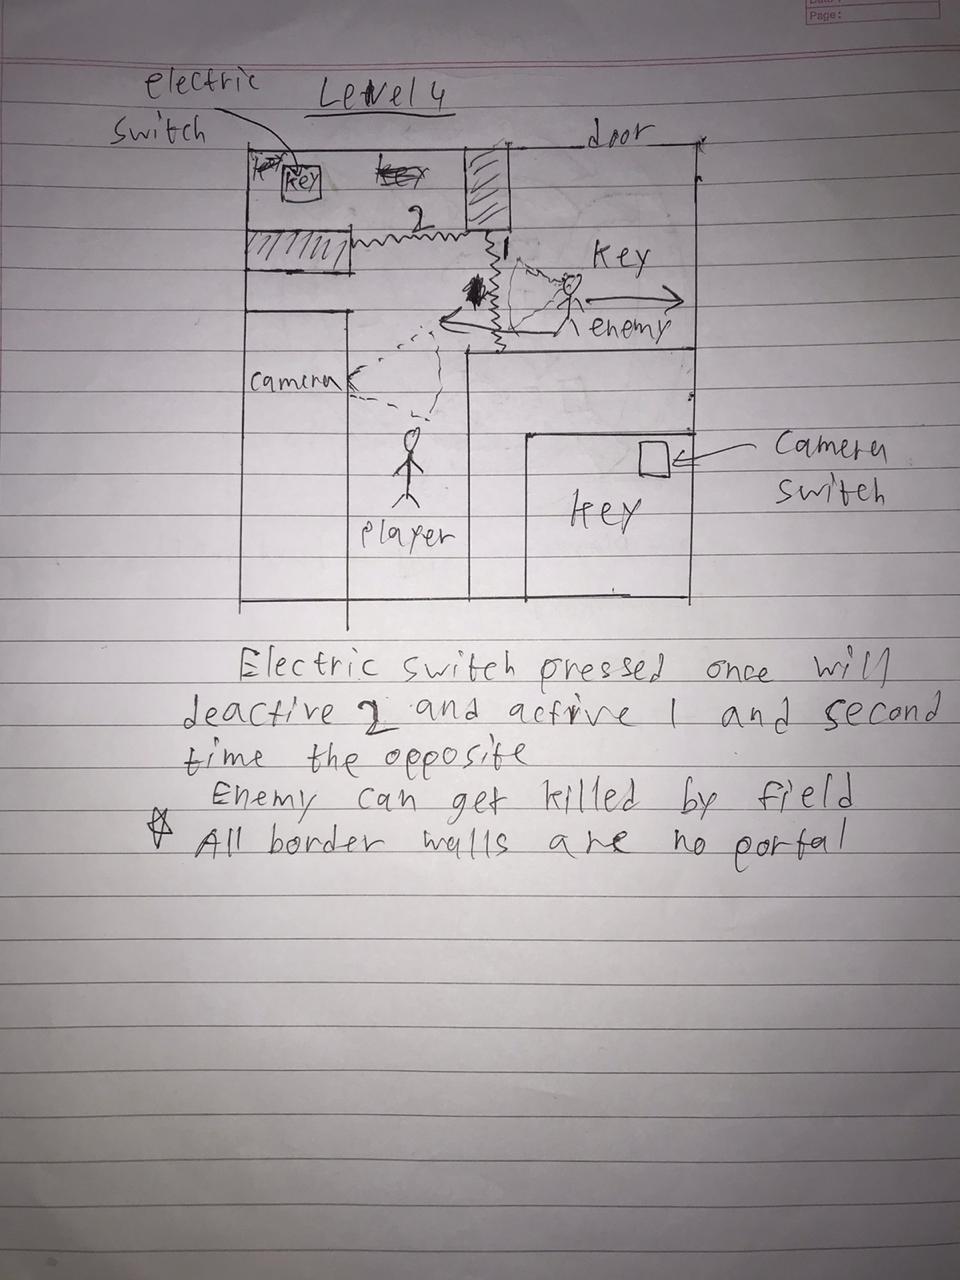 Page:
Level 4
electric
switch
door
key
key
key
2
1
key
enemy
camera
camera
switch
key
player
Electric switch pressed once will
deactive 2 and active 1 and second
time the opposite
Enemy can get killed by field
☆ All border walls are no portal